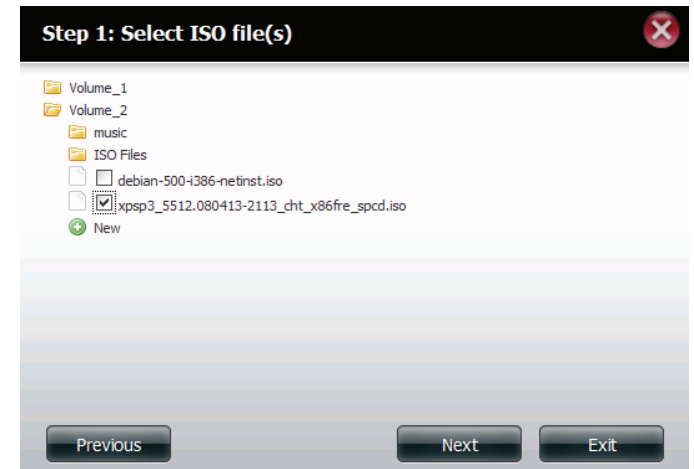 Step 1: Select ISO file(s)
Volume_1
Volume_2
music
ISO Files
debian-500-i386-netinst.iso
xpsp3_5512.080413-2113_cht_x86fre_spcd.iso
New
Previous Next Exit